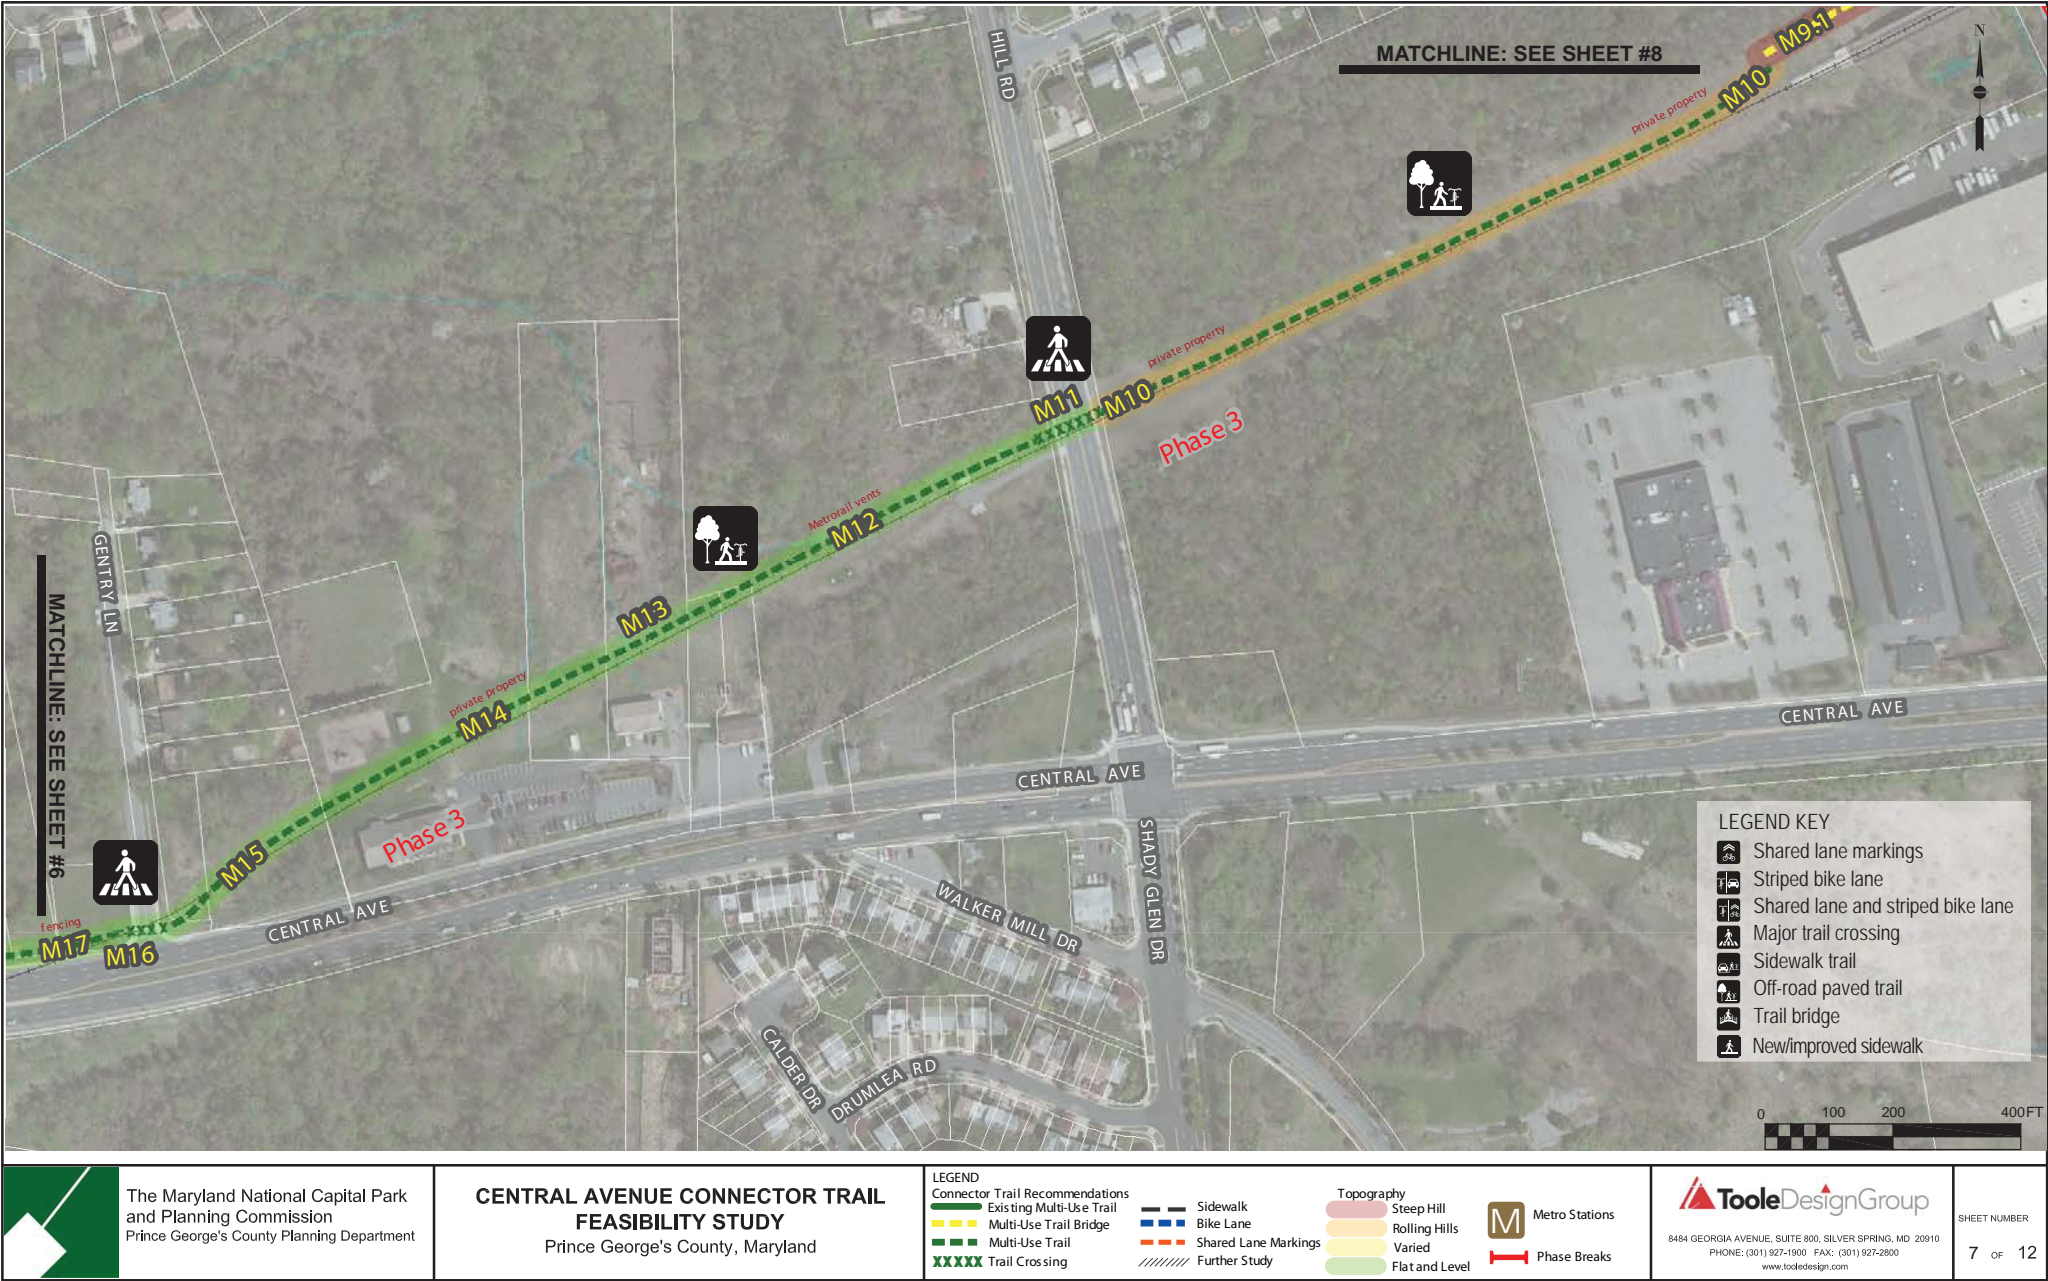 HILL RD
MATCHLINE: SEE SHEET #8
M9.1
N
M10
private property
private property
M11
M10
Phase 3
Metrorail vents
M12
GENTRY LN
MATCHLINE: SEE SHEET #6
M13
private property
M14
CENTRAL AVE
CENTRAL AVE
Phase 3
M15
SHADY GLEN DR
WALKER MILL DR
CENTRAL AVE
fencing
M17
M16
CALDER DR
DRUMLEA RD
LEGEND KEY
Shared lane markings
Striped bike lane
Shared lane and striped bike lane
Major trail crossing
Sidewalk trail
Off-road paved trail
Trail bridge
New/improved sidewalk
0 100 200 400FT
The Maryland National Capital Park
and Planning Commission
Prince George's County Planning Department
CENTRAL AVENUE CONNECTOR TRAIL
FEASIBILITY STUDY
Prince George's County, Maryland
LEGEND
Connector Trail Recommendations
Existing Multi-Use Trail
Multi-Use Trail Bridge
Multi-Use Trail
XXXXX Trail Crossing
Sidewalk
Bike Lane
Shared Lane Markings
Further Study
Topography
Steep Hill
Rolling Hills
Varied
Flat and Level
M Metro Stations
Phase Breaks
TooleDesignGroup
8484 GEORGIA AVENUE, SUITE 800, SILVER SPRING, MD 20910
PHONE: (301) 927-1900 FAX: (301) 927-2800
www.tooledesign.com
SHEET NUMBER
7 OF 12